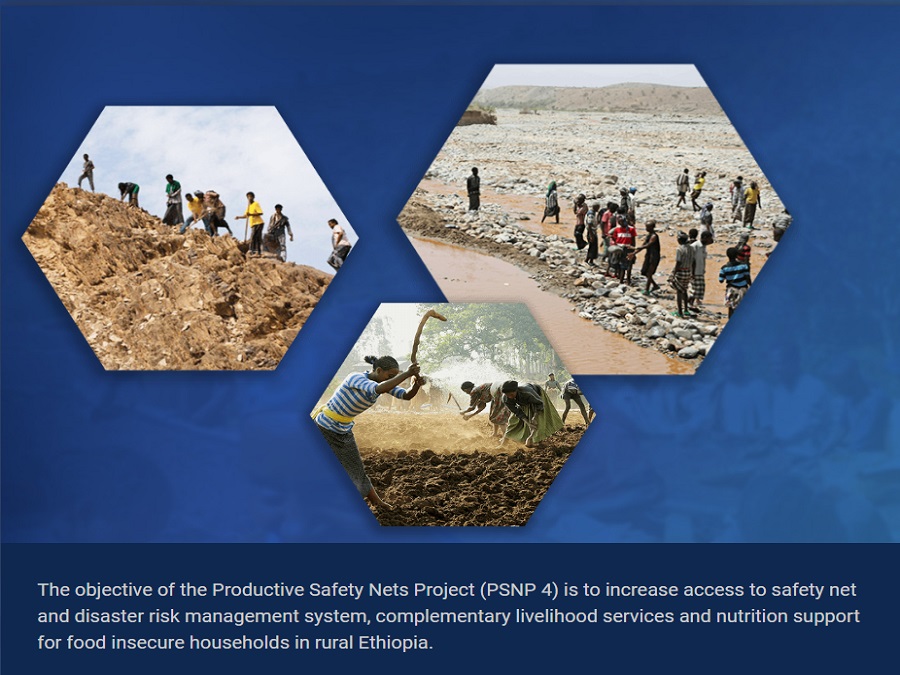 The objective of the Productive Safety Nets Project (PSNP 4) is to increase access to safety net
and disaster risk management system, complementary livelihood services and nutrition support
for food insecure households in rural Ethiopia.